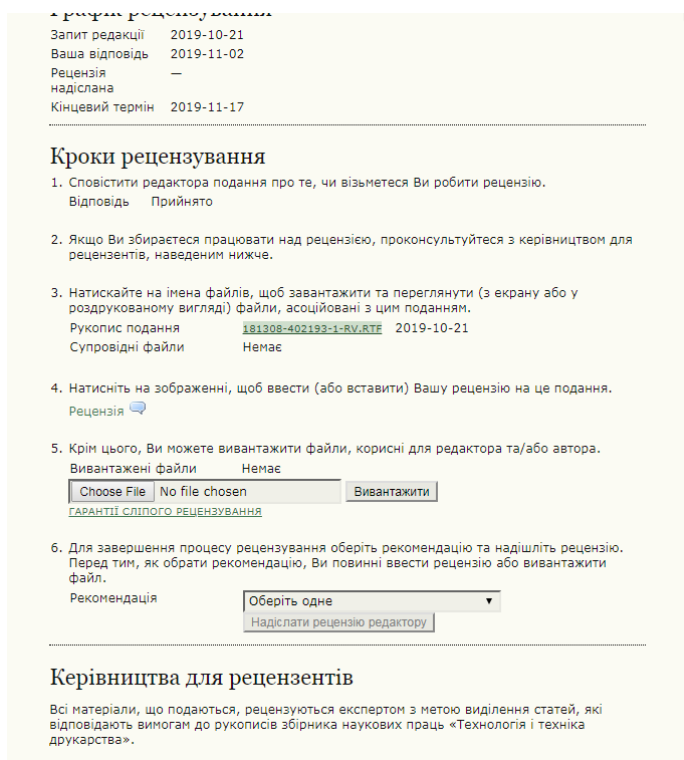 Графік рецензування
Запит редакції 2019-10-21
Ваша відповідь 2019-11-02
Рецензія —
надіслана
Кінцевий термін 2019-11-17
Кроки рецензування
1. Сповістити редактора подання про те, чи візьметеся Ви робити рецензію.
Відповідь Прийнято
2. Якщо Ви збираєтеся працювати над рецензією, проконсультуйтеся з керівництвом для
рецензентів, наведеним нижче.
3. Натискайте на імена файлів, щоб завантажити та переглянути (з екрану або у
роздрукованому вигляді) файли, асоційовані з цим поданням.
Рукопис подання 181308-402193-1-RV.RTF 2019-10-21
Супровідні файли Немає
4. Натисніть на зображенні, щоб ввести (або вставити) Вашу рецензію на це подання.
Рецензія
5. Крім цього, Ви можете вивантажити файли, корисні для редактора та/або автора.
Вивантажені файли Немає
Choose File No file chosen Вивантажити
ГАРАНТІЇ СЛІПОГО РЕЦЕНЗУВАННЯ
6. Для завершення процесу рецензування оберіть рекомендацію та надішліть рецензію.
Перед тим, як обрати рекомендацію, Ви повинні ввести рецензію або вивантажити
файл.
Рекомендація Оберіть одне
Надіслати рецензію редактору
Керівництва для рецензентів
Всі матеріали, що подаються, рецензуються експертом з метою виділення статей, які
відповідають вимогам до рукописів збірника наукових праць «Технологія і техніка
друкарства».